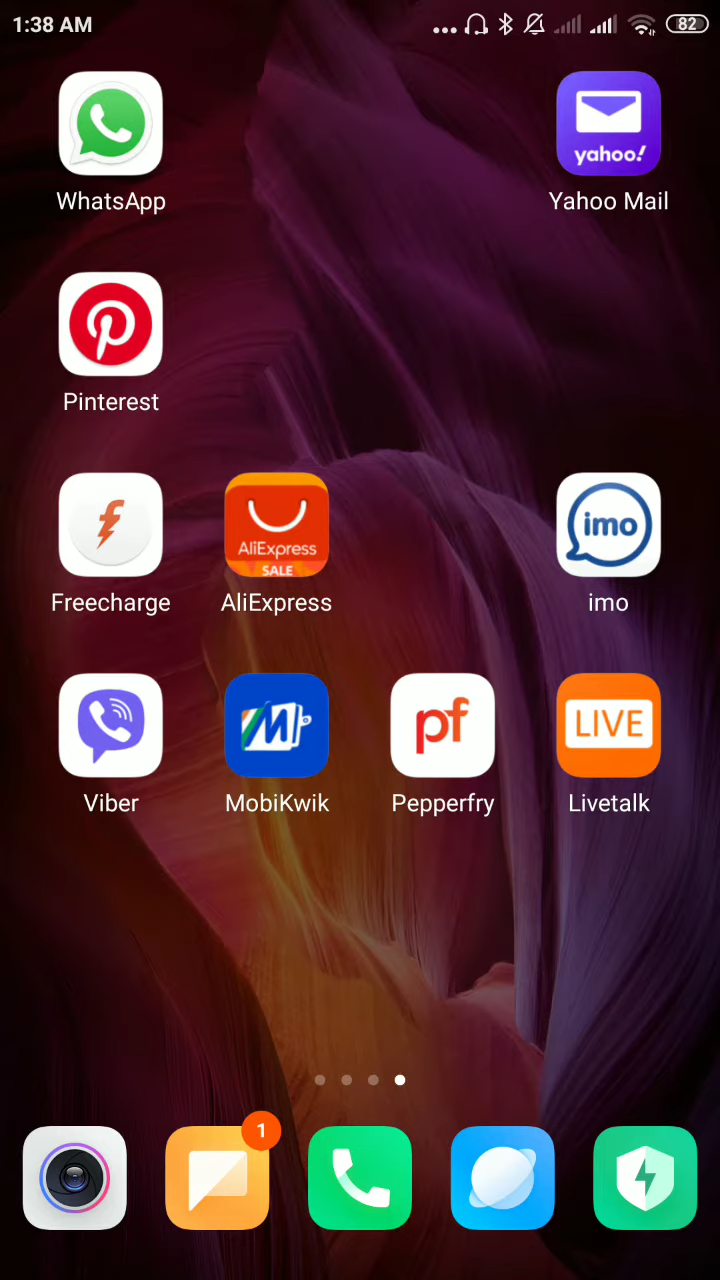 1:38 AM
82
yahoo!
WhatsApp
Yahoo Mail
Pinterest
AliExpress
SALE
imo
Freecharge
AliExpress
imo
pf
LIVE
Viber
MobiKwik
Pepperfry
Livetalk
1